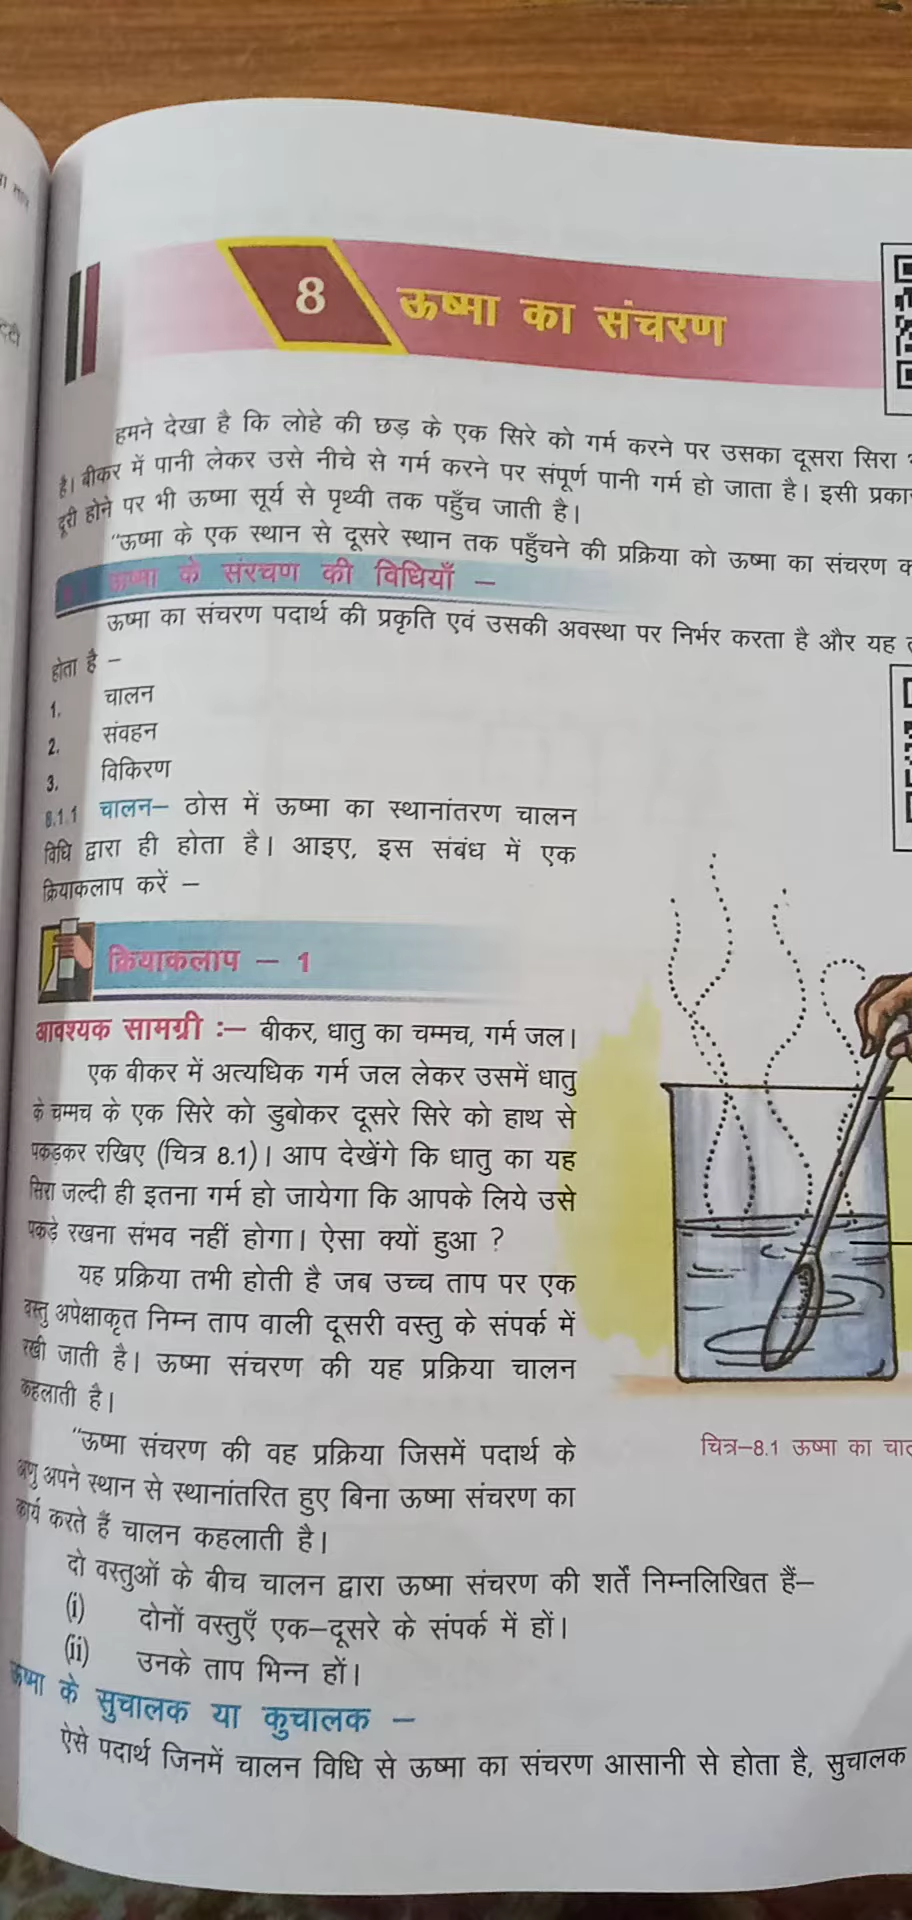 8 ऊष्मा का संचरण
हमने देखा है कि लोहे की छड़ के एक सिरे को गर्म करने पर उसका दूसरा सिरा
है। बीकर में पानी लेकर उसे नीचे से गर्म करने पर संपूर्ण पानी गर्म हो जाता है। इसी प्रकार
दूरी होने पर भी ऊष्मा सूर्य से पृथ्वी तक पहुँच जाती है।
“ऊष्मा के एक स्थान से दूसरे स्थान तक पहुँचने की प्रक्रिया को ऊष्मा का संचरण
ऊष्मा के संरचण की विधियाँ –
ऊष्मा का संचरण पदार्थ की प्रकृति एवं उसकी अवस्था पर निर्भर करता है और यह
होता है –
1. चालन
2. संवहन
3. विकिरण
8.1.1 चालन– ठोस में ऊष्मा का स्थानांतरण चालन
विधि द्वारा ही होता है। आइए, इस संबंध में एक
क्रियाकलाप करें –
क्रियाकलाप – 1
आवश्यक सामग्री :– बीकर, धातु का चम्मच, गर्म जल।
एक बीकर में अत्यधिक गर्म जल लेकर उसमें धातु
के चम्मच के एक सिरे को डुबोकर दूसरे सिरे को हाथ से
पकड़कर रखिए (चित्र 8.1)। आप देखेंगे कि धातु का यह
सिरा जल्दी ही इतना गर्म हो जायेगा कि आपके लिये उसे
पकड़े रखना संभव नहीं होगा। ऐसा क्यों हुआ ?
यह प्रक्रिया तभी होती है जब उच्च ताप पर एक
वस्तु अपेक्षाकृत निम्न ताप वाली दूसरी वस्तु के संपर्क में
रखी जाती है। ऊष्मा संचरण की यह प्रक्रिया चालन
कहलाती है।
“ऊष्मा संचरण की वह प्रक्रिया जिसमें पदार्थ के
अणु अपने स्थान से स्थानांतरित हुए बिना ऊष्मा संचरण का
कार्य करते हैं चालन कहलाती है।
चित्र–8.1 ऊष्मा का
दो वस्तुओं के बीच चालन द्वारा ऊष्मा संचरण की शर्तें निम्नलिखित हैं–
(i) दोनों वस्तुएँ एक–दूसरे के संपर्क में हों।
(ii) उनके ताप भिन्न हों।
ऊष्मा के सुचालक या कुचालक –
ऐसे पदार्थ जिनमें चालन विधि से ऊष्मा का संचरण आसानी से होता है, सुचालक